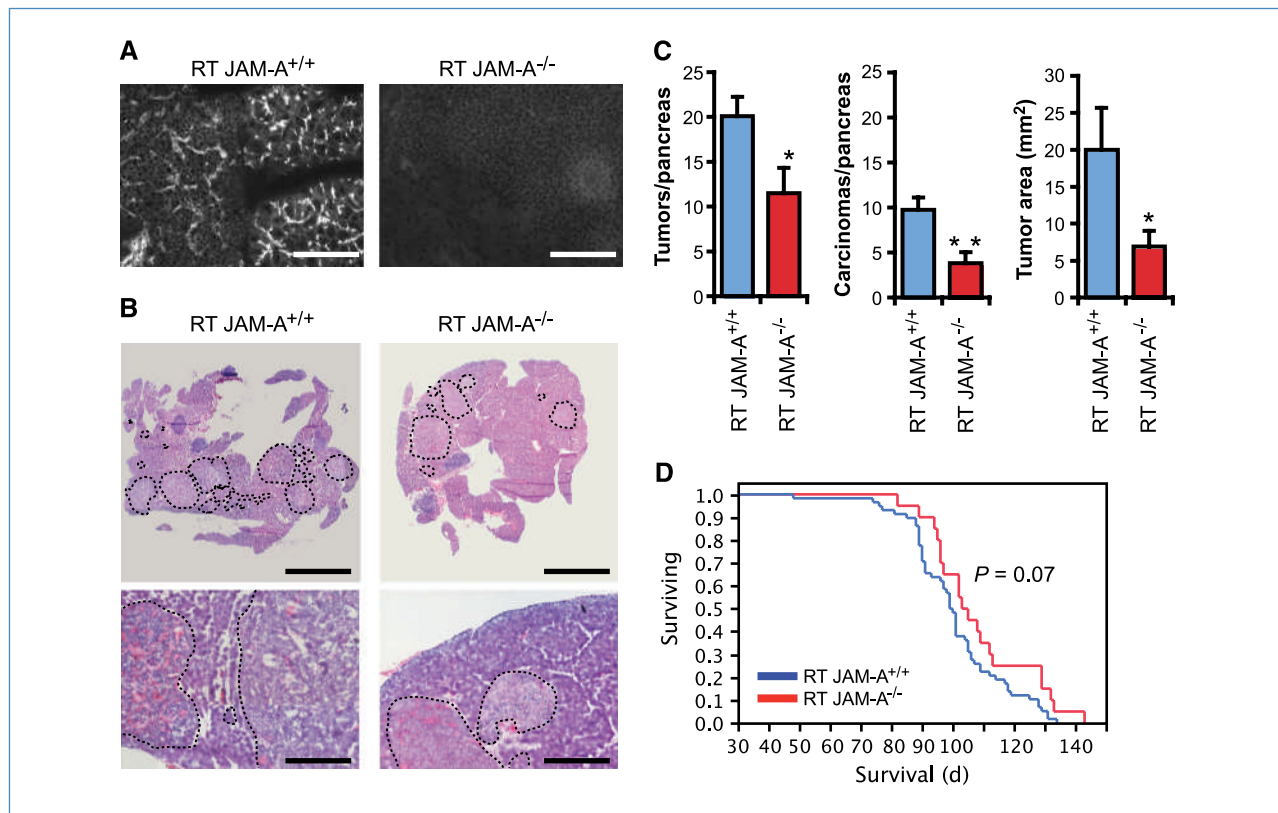 A
RT JAM-A+/+
RT JAM-A-/-
B
RT JAM-A+/+
RT JAM-A-/-
C
Tumors/pancreas
25
20
15
10
5
0
RT JAM-A+/+
RT JAM-A-/-
*
Carcinomas/pancreas
25
20
15
10
5
0
RT JAM-A+/+
RT JAM-A-/-
* *
Tumor area (mm2)
30
25
20
15
10
5
0
RT JAM-A+/+
RT JAM-A-/-
*
D
Surviving
1.0
0.9
0.8
0.7
0.6
0.5
0.4
0.3
0.2
0.1
0.0
P = 0.07
RT JAM-A+/+
RT JAM-A-/-
30 40 50 60 70 80 90 100 120 140
Survival (d)